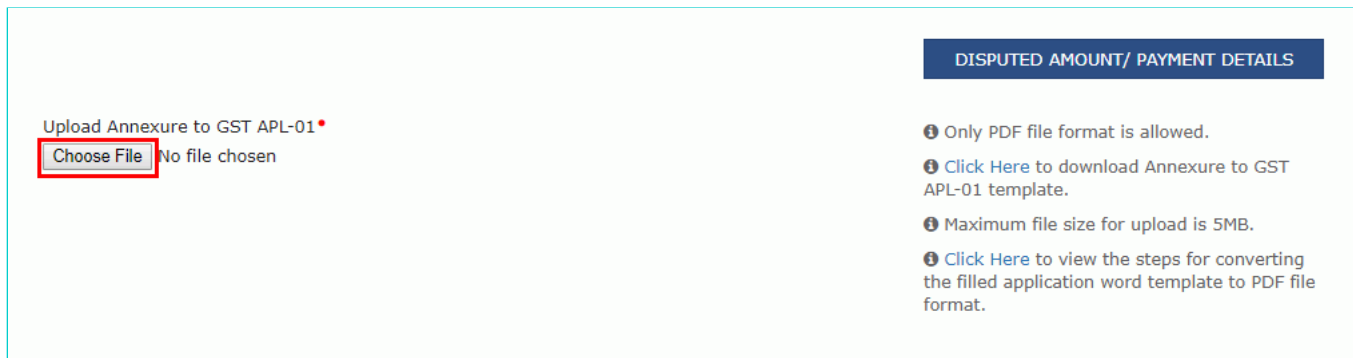 DISPUTED AMOUNT/ PAYMENT DETAILS
Upload Annexure to GST APL-01•
Choose File No file chosen
Only PDF file format is allowed.
Click Here to download Annexure to GST
APL-01 template.
Maximum file size for upload is 5MB.
Click Here to view the steps for converting
the filled application word template to PDF file
format.